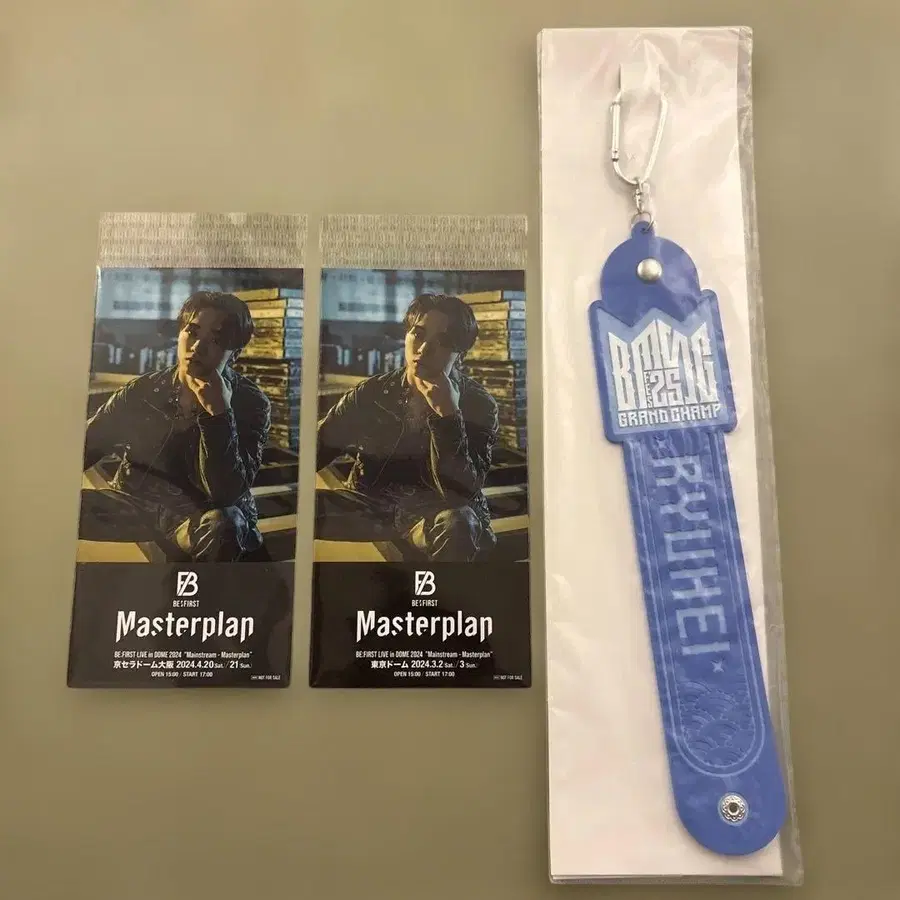 BE:FIRST
Masterplan
BE:FIRST LIVE in DOME 2024 "Mainstream - Masterplan"
京セラドーム大阪 2024.4.20 Sat. / 21 Sun.
OPEN 15:00 / START 17:00
NOT FOR SALE
BE:FIRST
Masterplan
BE:FIRST LIVE in DOME 2024 "Mainstream - Masterplan"
東京ドーム 2024.3.2 Sat. / 3 Sun.
OPEN 15:00 / START 17:00
NOT FOR SALE
BMSG
FES 25
GRAND CHAMP
RYUHEI